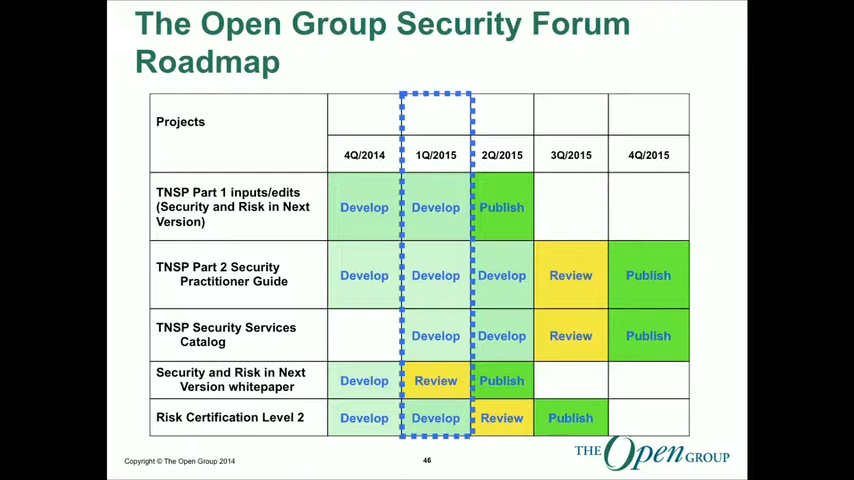 The Open Group Security Forum
Roadmap
Projects
4Q/2014 1Q/2015 2Q/2015 3Q/2015 4Q/2015
TNSP Part 1 inputs/edits
(Security and Risk in Next
Version)
Develop Develop Publish
TNSP Part 2 Security
Practitioner Guide
Develop Develop Develop Review Publish
TNSP Security Services
Catalog
Develop Develop Review Publish
Security and Risk in Next
Version whitepaper
Develop Review Publish
Risk Certification Level 2
Develop Develop Review Publish
Copyright © The Open Group 2014
46
THE Open GROUP